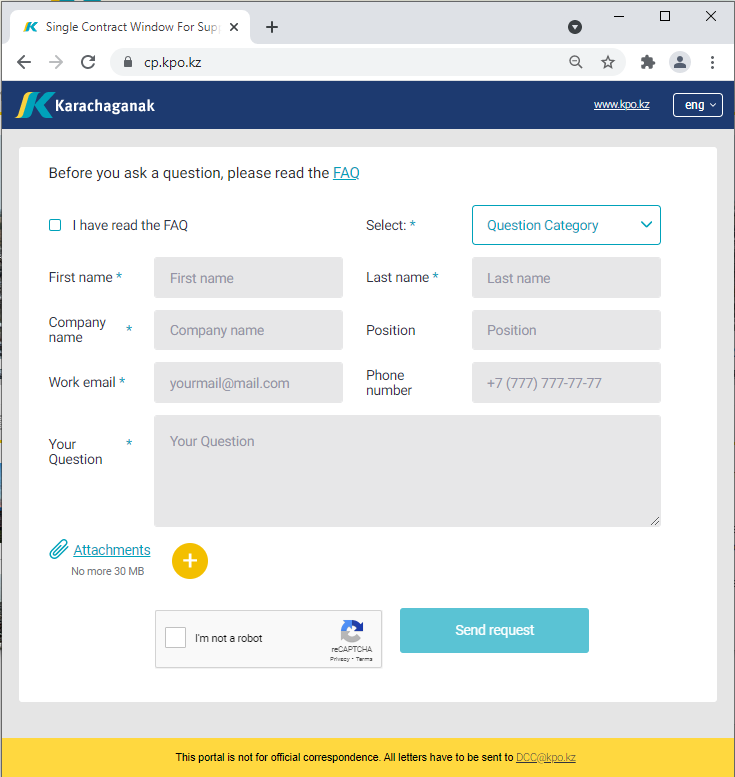 Single Contract Window For Supp
cp.kpo.kz
Karachaganak
www.kpo.kz
eng
Before you ask a question, please read the FAQ
I have read the FAQ
Select: *
Question Category
First name *
First name
Last name *
Last name
Company
name *
Company name
Position
Position
Work email *
yourmail@mail.com
Phone
number
+7 (777) 777-77-77
Your *
Question
Your Question
Attachments
No more 30 MB
I'm not a robot
reCAPTCHA
Privacy - Terms
Send request
This portal is not for official correspondence. All letters have to be sent to DCC@kpo.kz